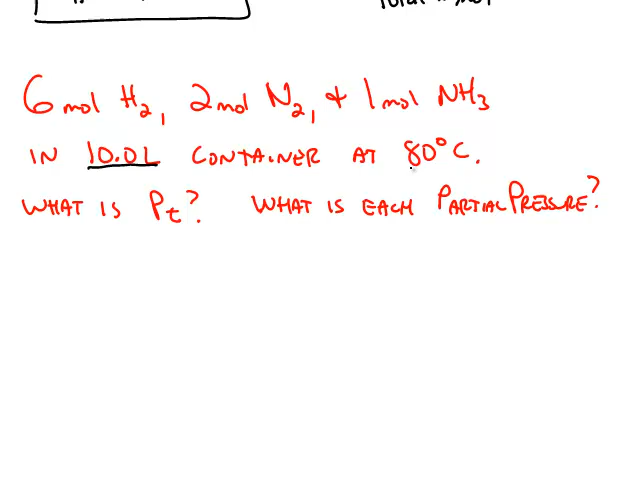 6 mol H2, 2 mol N2, + 1 mol NH3
IN 10.0L CONTAINER AT 80°C.
WHAT IS Pt? WHAT IS EACH PARTIAL PRESSURE?